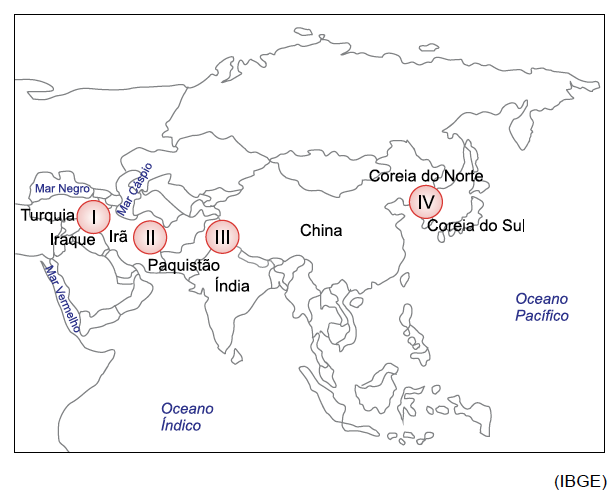 Coreia do Norte
Mar Negro
Mar Cáspio
IV
Turquia
I
Coreia do Sul
Iraque
Irã
II
III
China
Paquistão
Índia
Mar Vermelho
Oceano
Pacífico
Oceano
Índico
(IBGE)